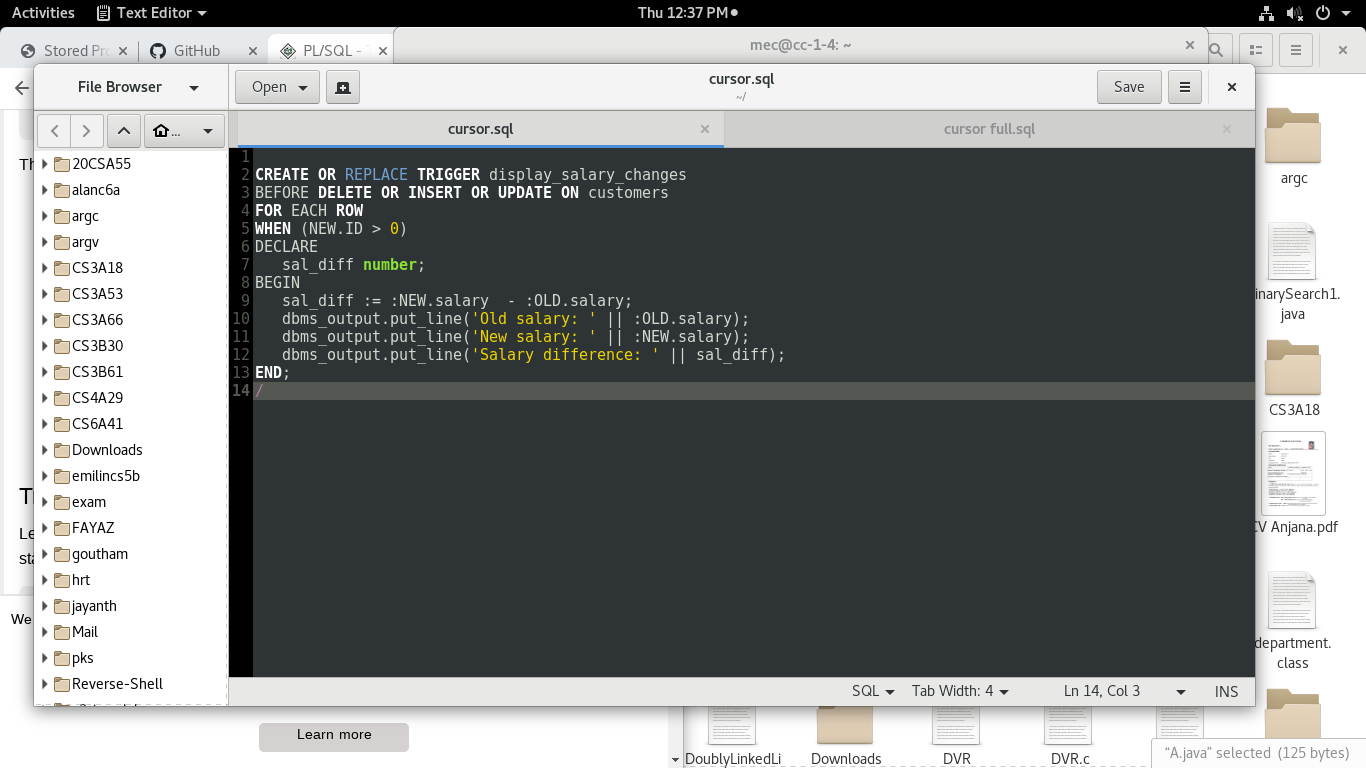 Activities Text Editor Thu 12:37 PM
Stored Pro GitHub PL/SQL - T mec@cc-1-4: ~
File Browser Open cursor.sql Save
~/
... cursor.sql cursor full.sql
20CSA55
alanc6a
argc
argv
CS3A18
CS3A53
CS3A66
CS3B30
CS3B61
CS4A29
CS6A41
Downloads
emilincs5b
exam
FAYAZ
goutham
hrt
jayanth
Mail
pks
Reverse-Shell
1
2 CREATE OR REPLACE TRIGGER display_salary_changes
3 BEFORE DELETE OR INSERT OR UPDATE ON customers
4 FOR EACH ROW
5 WHEN (NEW.ID > 0)
6 DECLARE
7 sal_diff number;
8 BEGIN
9 sal_diff := :NEW.salary  - :OLD.salary;
10 dbms_output.put_line('Old salary: ' || :OLD.salary);
11 dbms_output.put_line('New salary: ' || :NEW.salary);
12 dbms_output.put_line('Salary difference: ' || sal_diff);
13 END;
14 /
SQL Tab Width: 4 Ln 14, Col 3 INS
Th
Le
sta
We
Learn more
argc
inarySearch1.
java
CS3A18
CV Anjana.pdf
department.
class
DoublyLinkedLi Downloads DVR DVR.c
“A.java” selected (125 bytes)